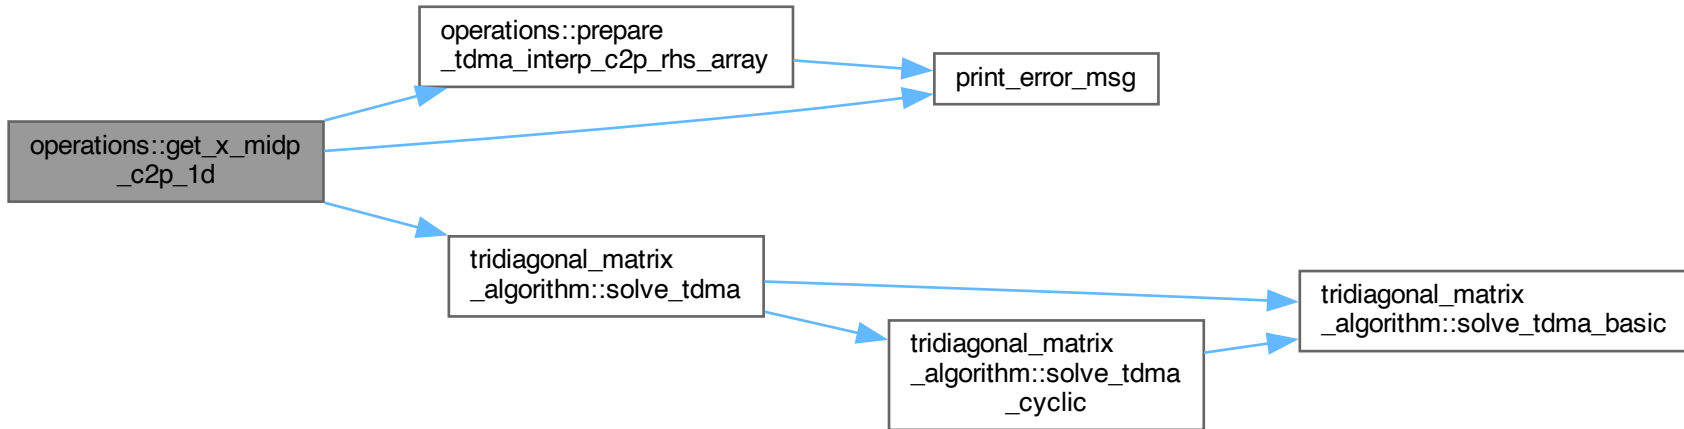 operations::prepare
_tdma_interp_c2p_rhs_array
print_error_msg
operations::get_x_midp
_c2p_1d
tridiagonal_matrix
_algorithm::solve_tdma
tridiagonal_matrix
_algorithm::solve_tdma_basic
tridiagonal_matrix
_algorithm::solve_tdma
_cyclic